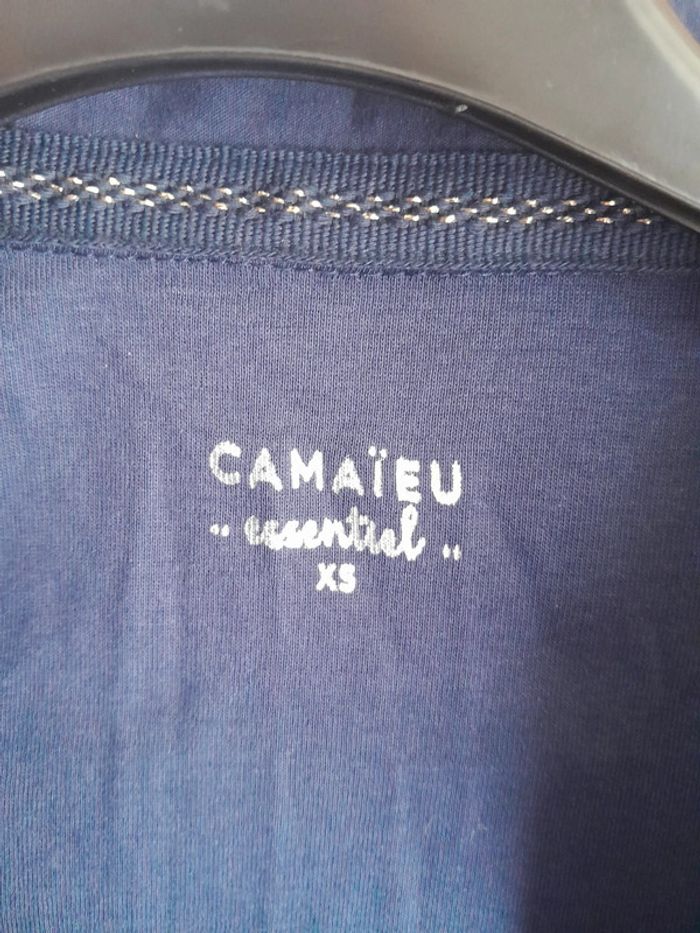 CAMAÏEU
“ essentiel „
XS